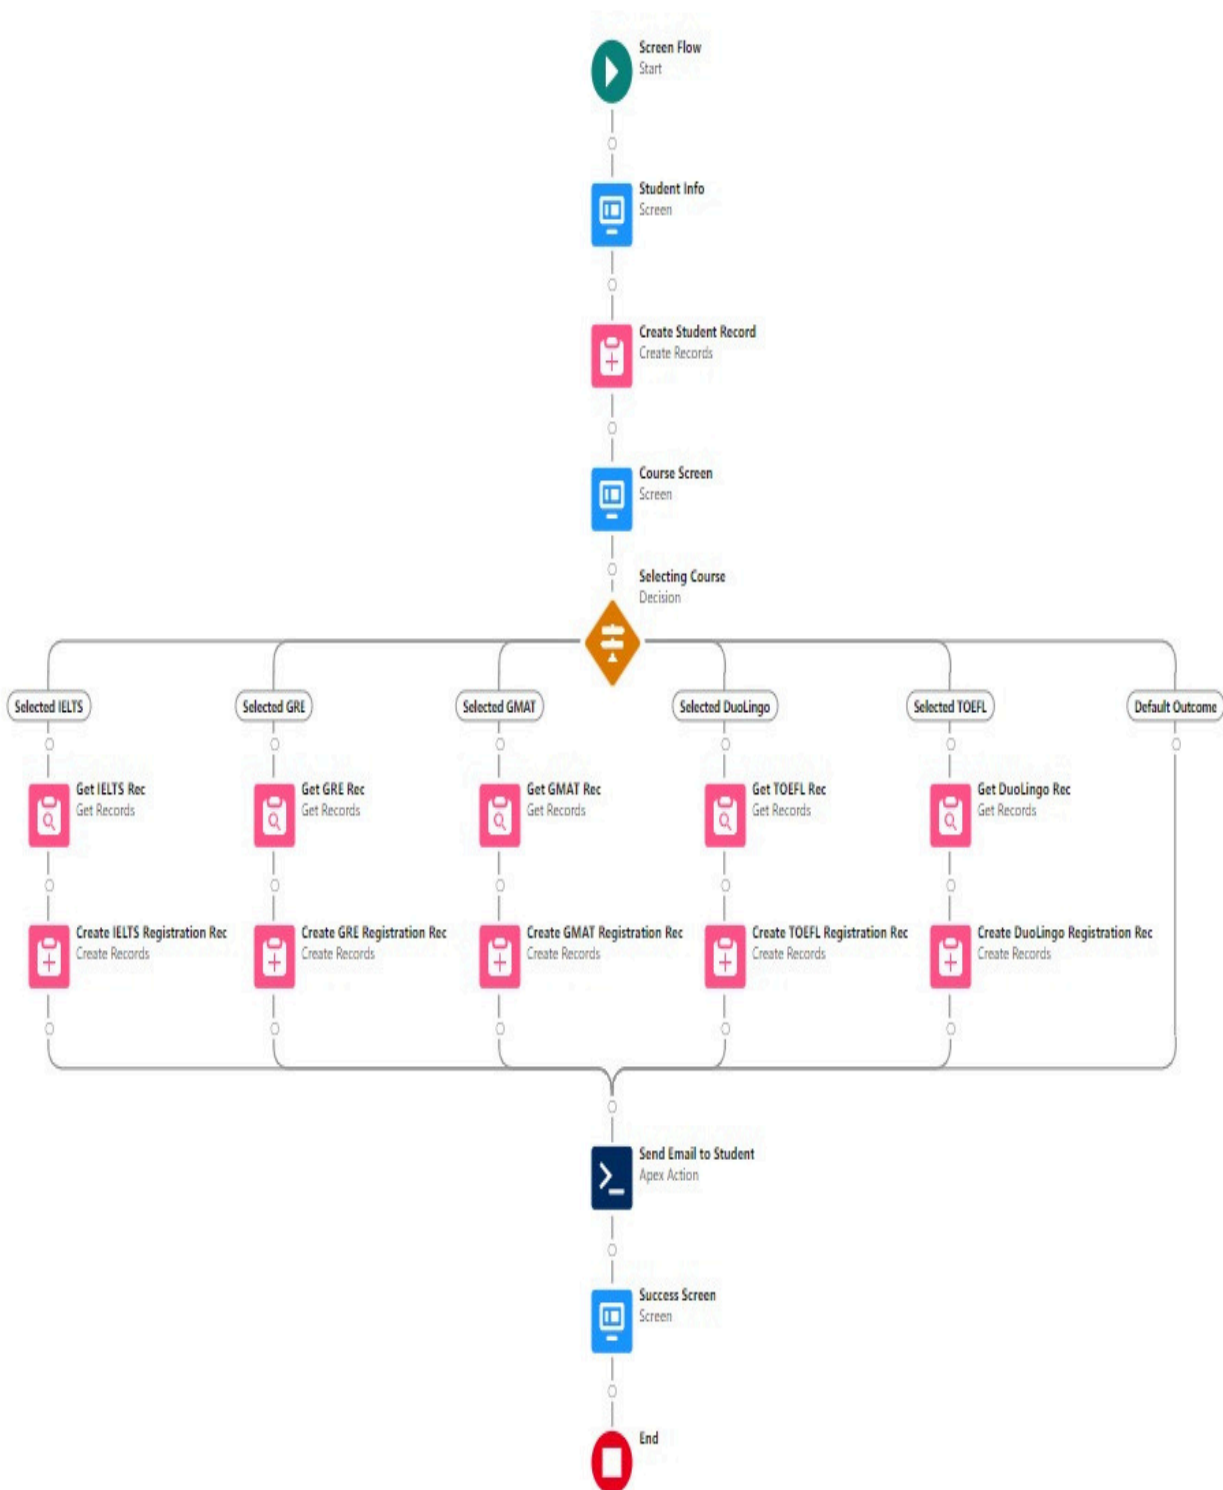 Screen Flow
Start
Student Info
Screen
Create Student Record
Create Records
Course Screen
Screen
Selecting Course
Decision
Selected IELTS
Selected GRE
Selected GMAT
Selected DuoLingo
Selected TOEFL
Default Outcome
Get IELTS Rec
Get Records
Get GRE Rec
Get Records
Get GMAT Rec
Get Records
Get TOEFL Rec
Get Records
Get DuoLingo Rec
Get Records
Create IELTS Registration Rec
Create Records
Create GRE Registration Rec
Create Records
Create GMAT Registration Rec
Create Records
Create TOEFL Registration Rec
Create Records
Create DuoLingo Registration Rec
Create Records
Send Email to Student
Apex Action
Success Screen
Screen
End